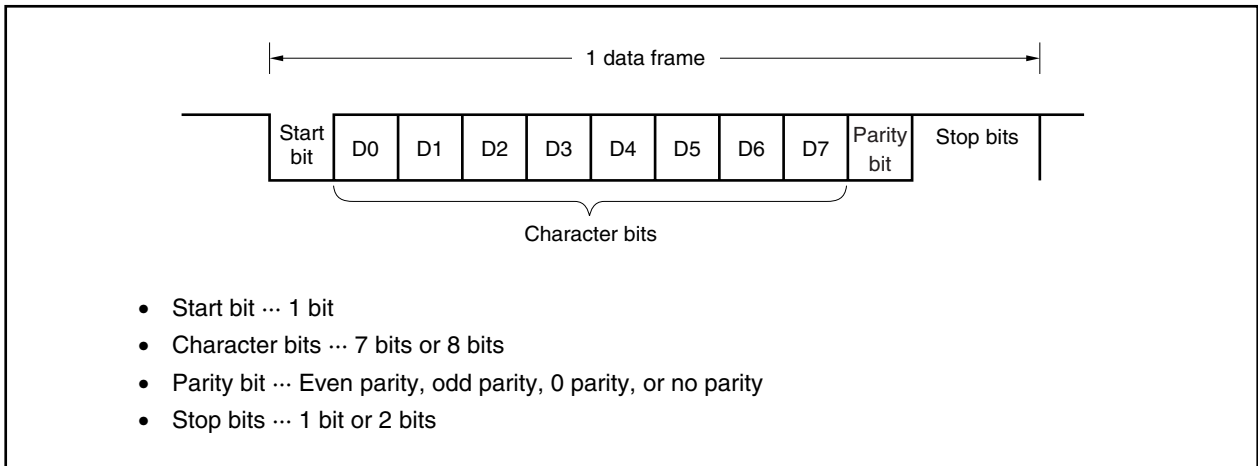 1 data frame
Start bit D0 D1 D2 D3 D4 D5 D6 D7 Parity bit Stop bits
Character bits
• Start bit ··· 1 bit
• Character bits ··· 7 bits or 8 bits
• Parity bit ··· Even parity, odd parity, 0 parity, or no parity
• Stop bits ··· 1 bit or 2 bits